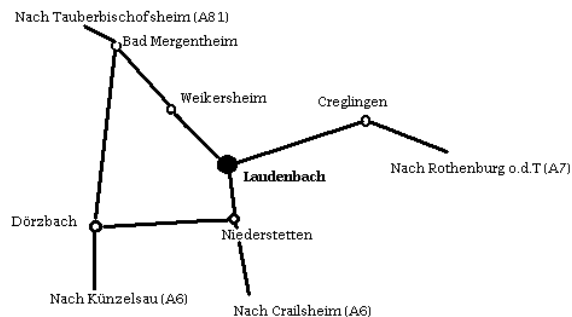 Nach Tauberbischofsheim (A81)
Bad Mergentheim
Weikersheim
Creglingen
Laudenbach
Nach Rothenburg o.d.T (A7)
Dörzbach
Niederstetten
Nach Künzelsau (A6)
Nach Crailsheim (A6)